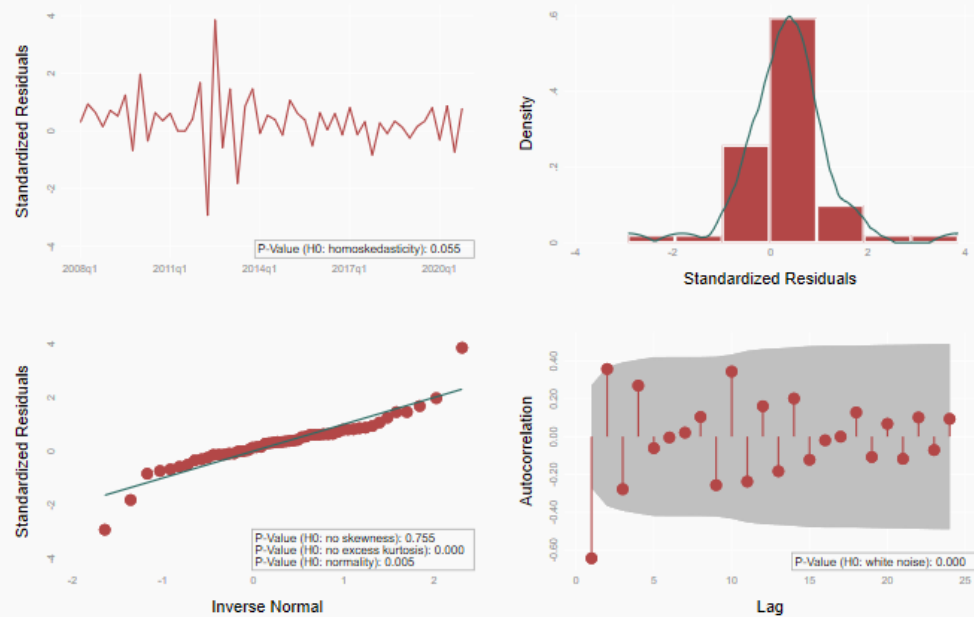 Standardized Residuals
4
2
0
-2
-4
P-Value (H0: homoskedasticity): 0.055
2008q1 2011q1 2014q1 2017q1 2020q1
Density
.6
.4
.2
0
-4 -2 0 2 4
Standardized Residuals
Standardized Residuals
4
2
0
-2
-4
P-Value (H0: no skewness): 0.755
P-Value (H0: no excess kurtosis): 0.000
P-Value (H0: normality): 0.005
-2 -1 0 1 2
Inverse Normal
Autocorrelation
0.40
0.20
0.00
-0.20
-0.40
-0.60
P-Value (H0: white noise): 0.000
0 5 10 15 20 25
Lag